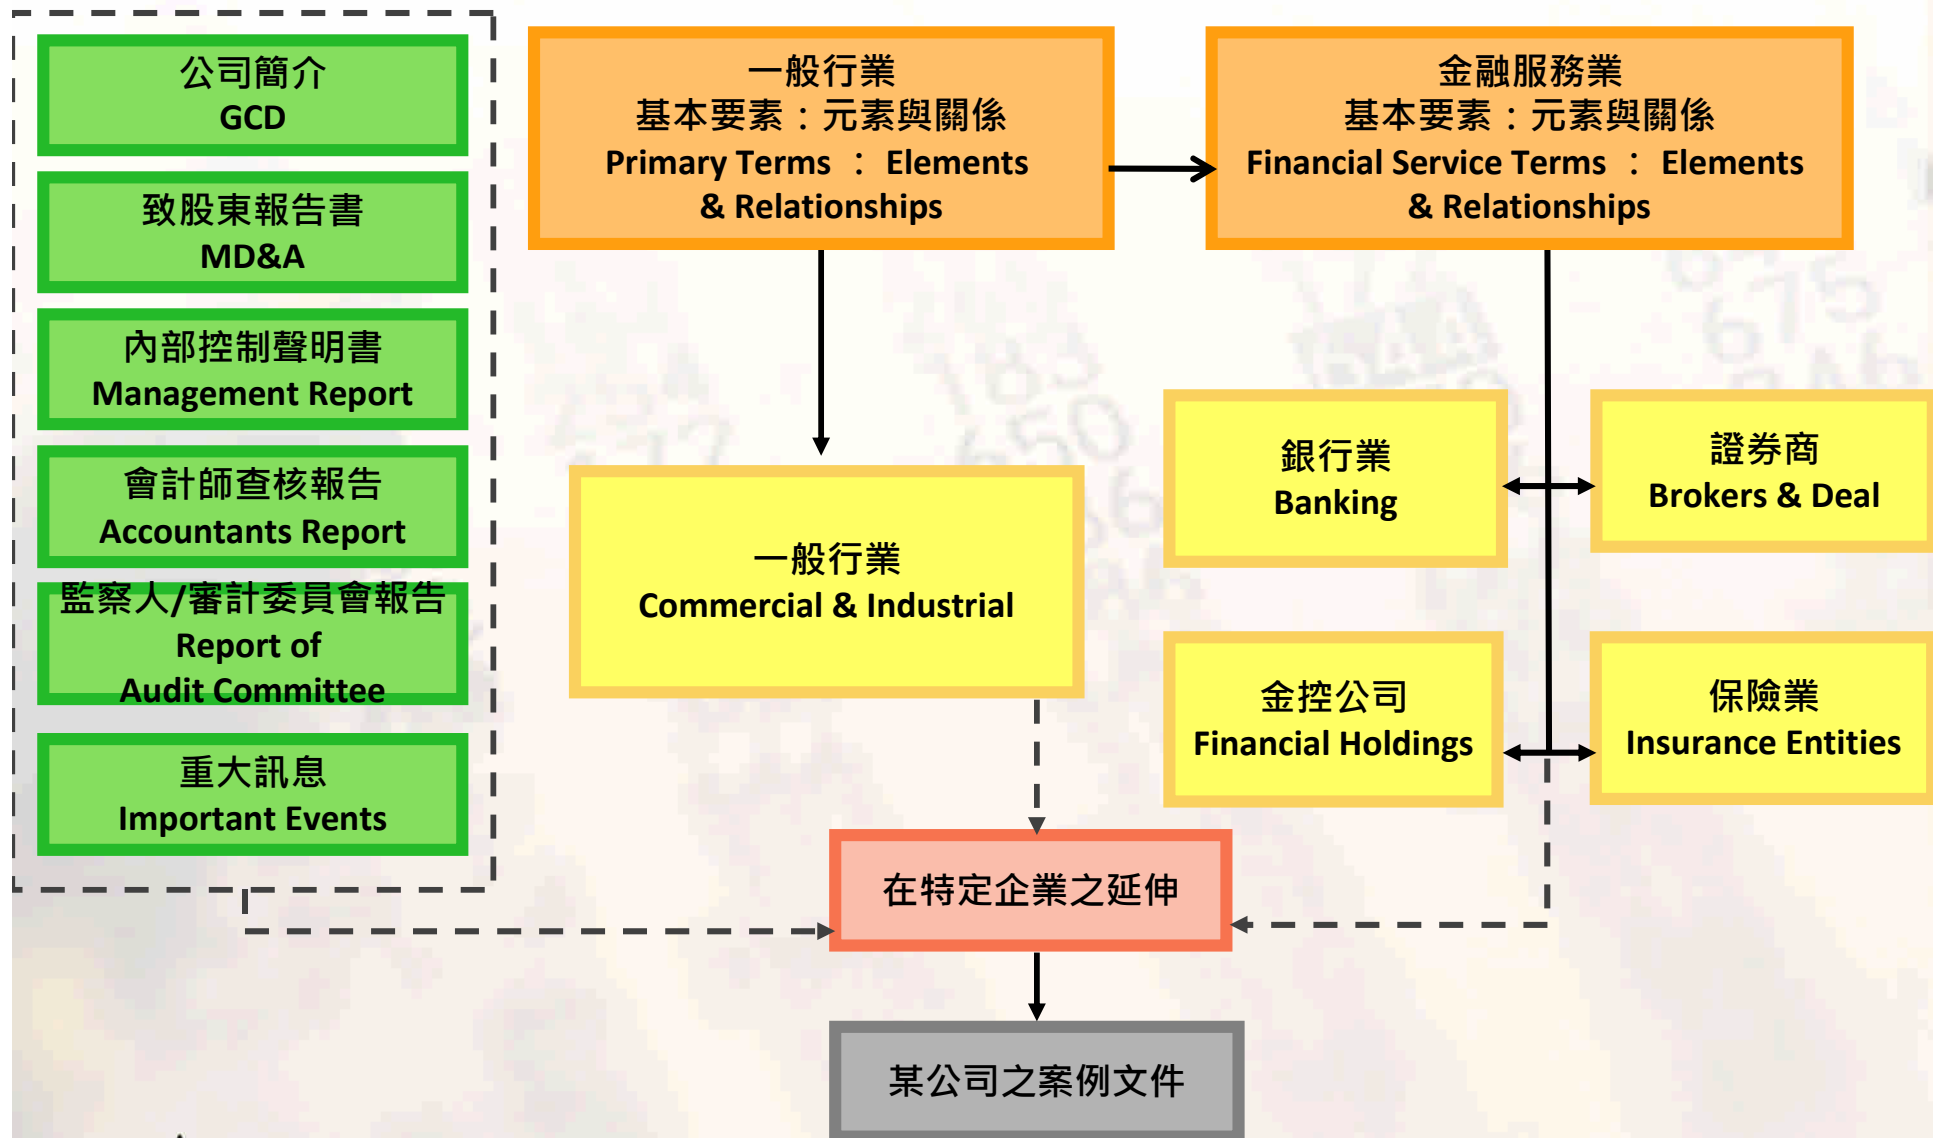 公司簡介
GCD
致股東報告書
MD&A
內部控制聲明書
Management Report
會計師查核報告
Accountants Report
監察人/審計委員會報告
Report of
Audit Committee
重大訊息
Important Events
一般行業
基本要素：元素與關係
Primary Terms ： Elements
& Relationships
金融服務業
基本要素：元素與關係
Financial Service Terms ： Elements
& Relationships
一般行業
Commercial & Industrial
銀行業
Banking
證券商
Brokers & Deal
金控公司
Financial Holdings
保險業
Insurance Entities
在特定企業之延伸
某公司之案例文件